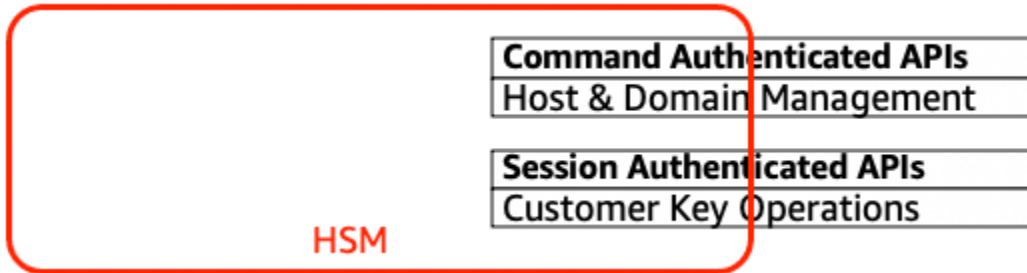 Command Authenticated APIs
Host & Domain Management
Session Authenticated APIs
Customer Key Operations
HSM